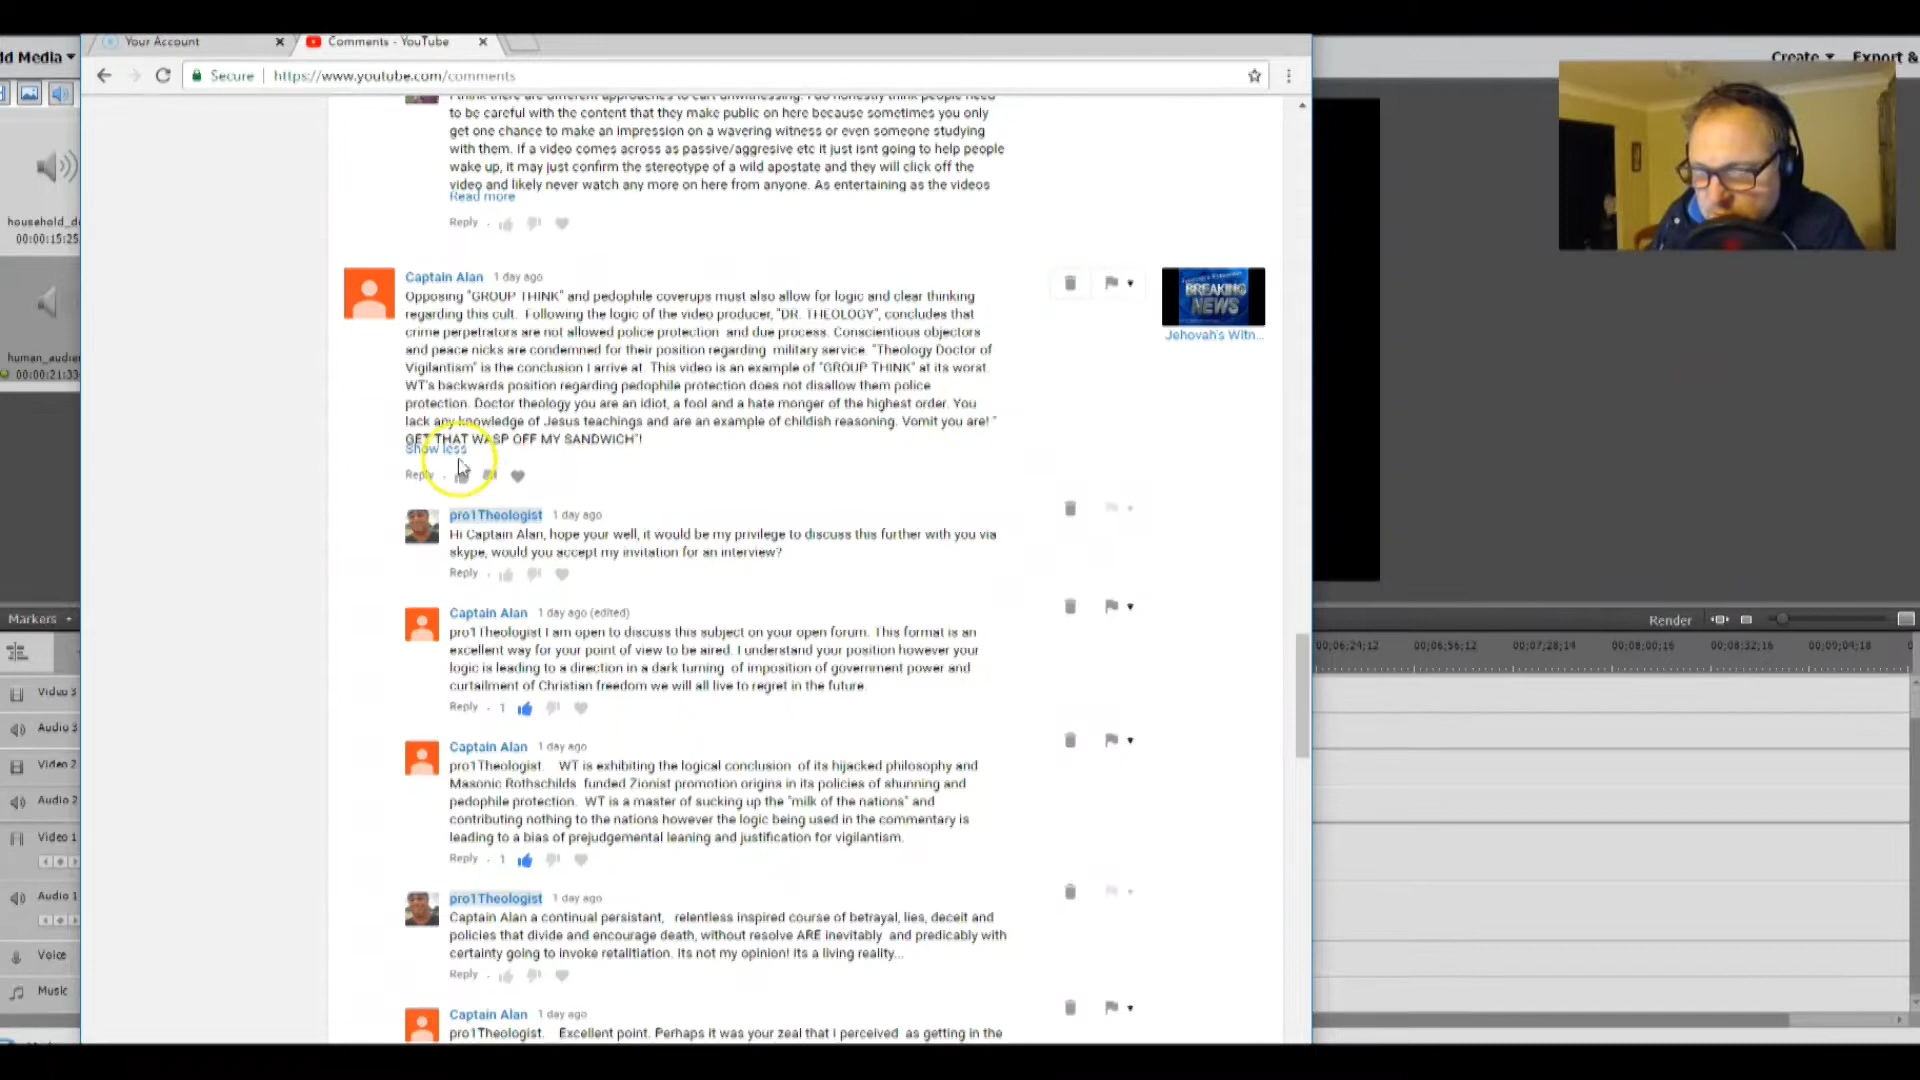 Your Account
Comments - YouTube
dd Media
Create
Export &
Secure
https://www.youtube.com/comments
to be careful with the content that they make public on here because sometimes you only
get one chance to make an impression on a wavering witness or even someone studying
with them. If a video comes across as passive/aggresive etc it just isnt going to help people
wake up, it may just confirm the stereotype of a wild apostate and they will click off the
video and likely never watch any more on here from anyone. As entertaining as the videos
Read more
Reply
household_d
00:00:15:25
human_audie
00:00:21:33
Captain Alan 1 day ago
Opposing "GROUP THINK" and pedophile coverups must also allow for logic and clear thinking
regarding this cult. Following the logic of the video producer, "DR. THEOLOGY", concludes that
crime perpetrators are not allowed police protection and due process. Conscientious objectors
and peace nicks are condemned for their position regarding military service. "Theology Doctor of
Vigilantism" is the conclusion I arrive at. This video is an example of "GROUP THINK" at its worst.
WT's backwards position regarding pedophile protection does not disallow them police
protection. Doctor theology you are an idiot, a fool and a hate monger of the highest order. You
lack any knowledge of Jesus teachings and are an example of childish reasoning. Vomit you are! "
GET THAT WASP OFF MY SANDWICH"!
Show less
Reply
BREAKING
NEWS
Jehovah's Witn...
pro1Theologist 1 day ago
Hi Captain Alan, hope your well, it would be my privilege to discuss this further with you via
skype, would you accept my invitation for an interview?
Reply
Captain Alan 1 day ago (edited)
pro1Theologist I am open to discuss this subject on your open forum. This format is an
excellent way for your point of view to be aired. I understand your position however your
logic is leading to a direction in a dark turning of imposition of government power and
curtailment of Christian freedom we will all live to regret in the future
Reply 1
Captain Alan 1 day ago
pro1Theologist. WT is exhibiting the logical conclusion of its hijacked philosophy and
Masonic Rothschilds funded Zionist promotion origins in its policies of shunning and
pedophile protection. WT is a master of sucking up the "milk of the nations" and
contributing nothing to the nations however the logic being used in the commentary is
leading to a bias of prejudgemental leaning and justification for vigilantism.
Reply 1
pro1Theologist 1 day ago
Captain Alan a continual persistant, relentless inspired course of betrayal, lies, deceit and
policies that divide and encourage death, without resolve ARE inevitably and predicably with
certainty going to invoke retalitiation. Its not my opinion! its a living reality...
Reply
Captain Alan 1 day ago
pro1Theologist. Excellent point. Perhaps it was your zeal that I perceived as getting in the
Markers
Video 3
Audio 3
Video 2
Audio 2
Video 1
Audio 1
Voice
Music
Render
00;06;24;12
00;06;56;12
00;07;28;14
00;08;00;16
00;08;32;16
00;09;04;18